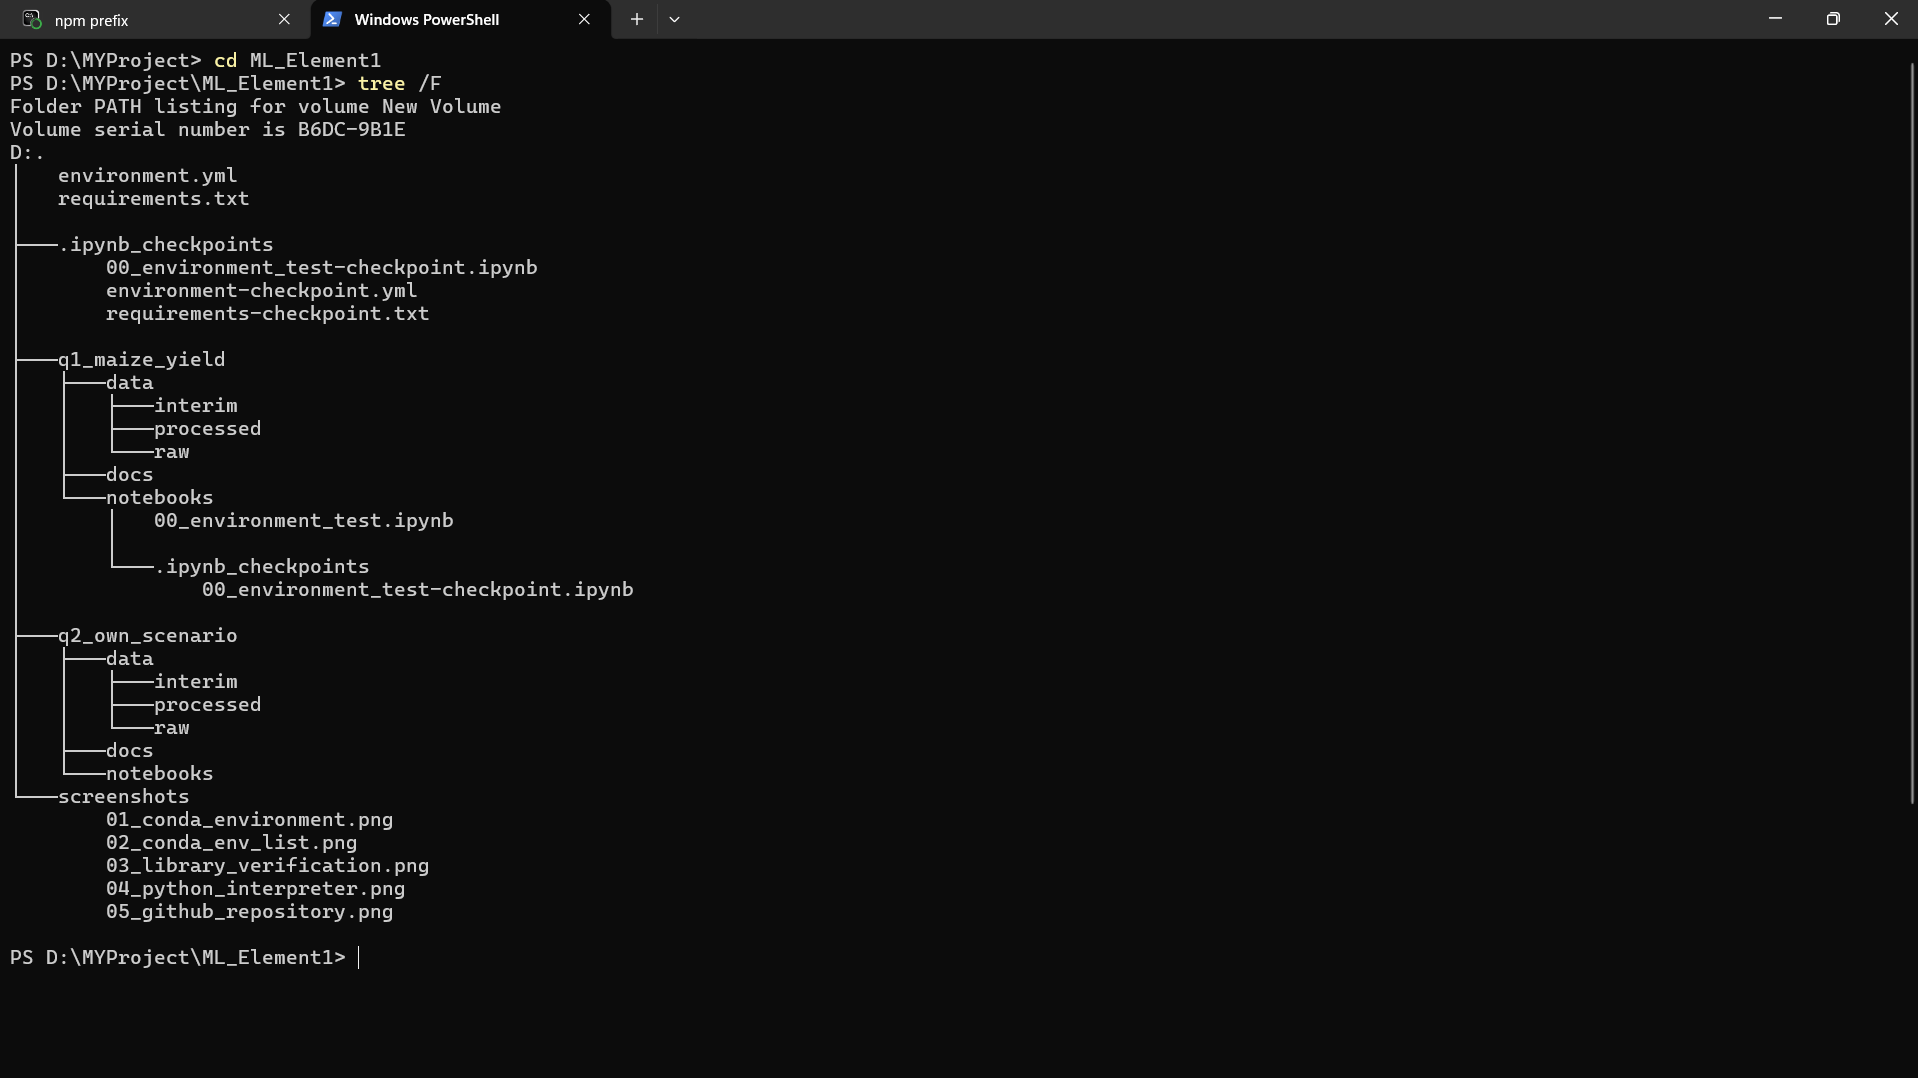 npm prefix
Windows PowerShell
PS D:\MYProject> cd ML_Element1
PS D:\MYProject\ML_Element1> tree /F
Folder PATH listing for volume New Volume
Volume serial number is B6DC-9B1E
D:.
│   environment.yml
│   requirements.txt
│
├───.ipynb_checkpoints
│       00_environment_test-checkpoint.ipynb
│       environment-checkpoint.yml
│       requirements-checkpoint.txt
│
├───q1_maize_yield
│   ├───data
│   │   ├───interim
│   │   ├───processed
│   │   └───raw
│   ├───docs
│   └───notebooks
│       │   00_environment_test.ipynb
│       │
│       └───.ipynb_checkpoints
│               00_environment_test-checkpoint.ipynb
│
├───q2_own_scenario
│   ├───data
│   │   ├───interim
│   │   ├───processed
│   │   └───raw
│   ├───docs
│   └───notebooks
└───screenshots
        01_conda_environment.png
        02_conda_env_list.png
        03_library_verification.png
        04_python_interpreter.png
        05_github_repository.png

PS D:\MYProject\ML_Element1>